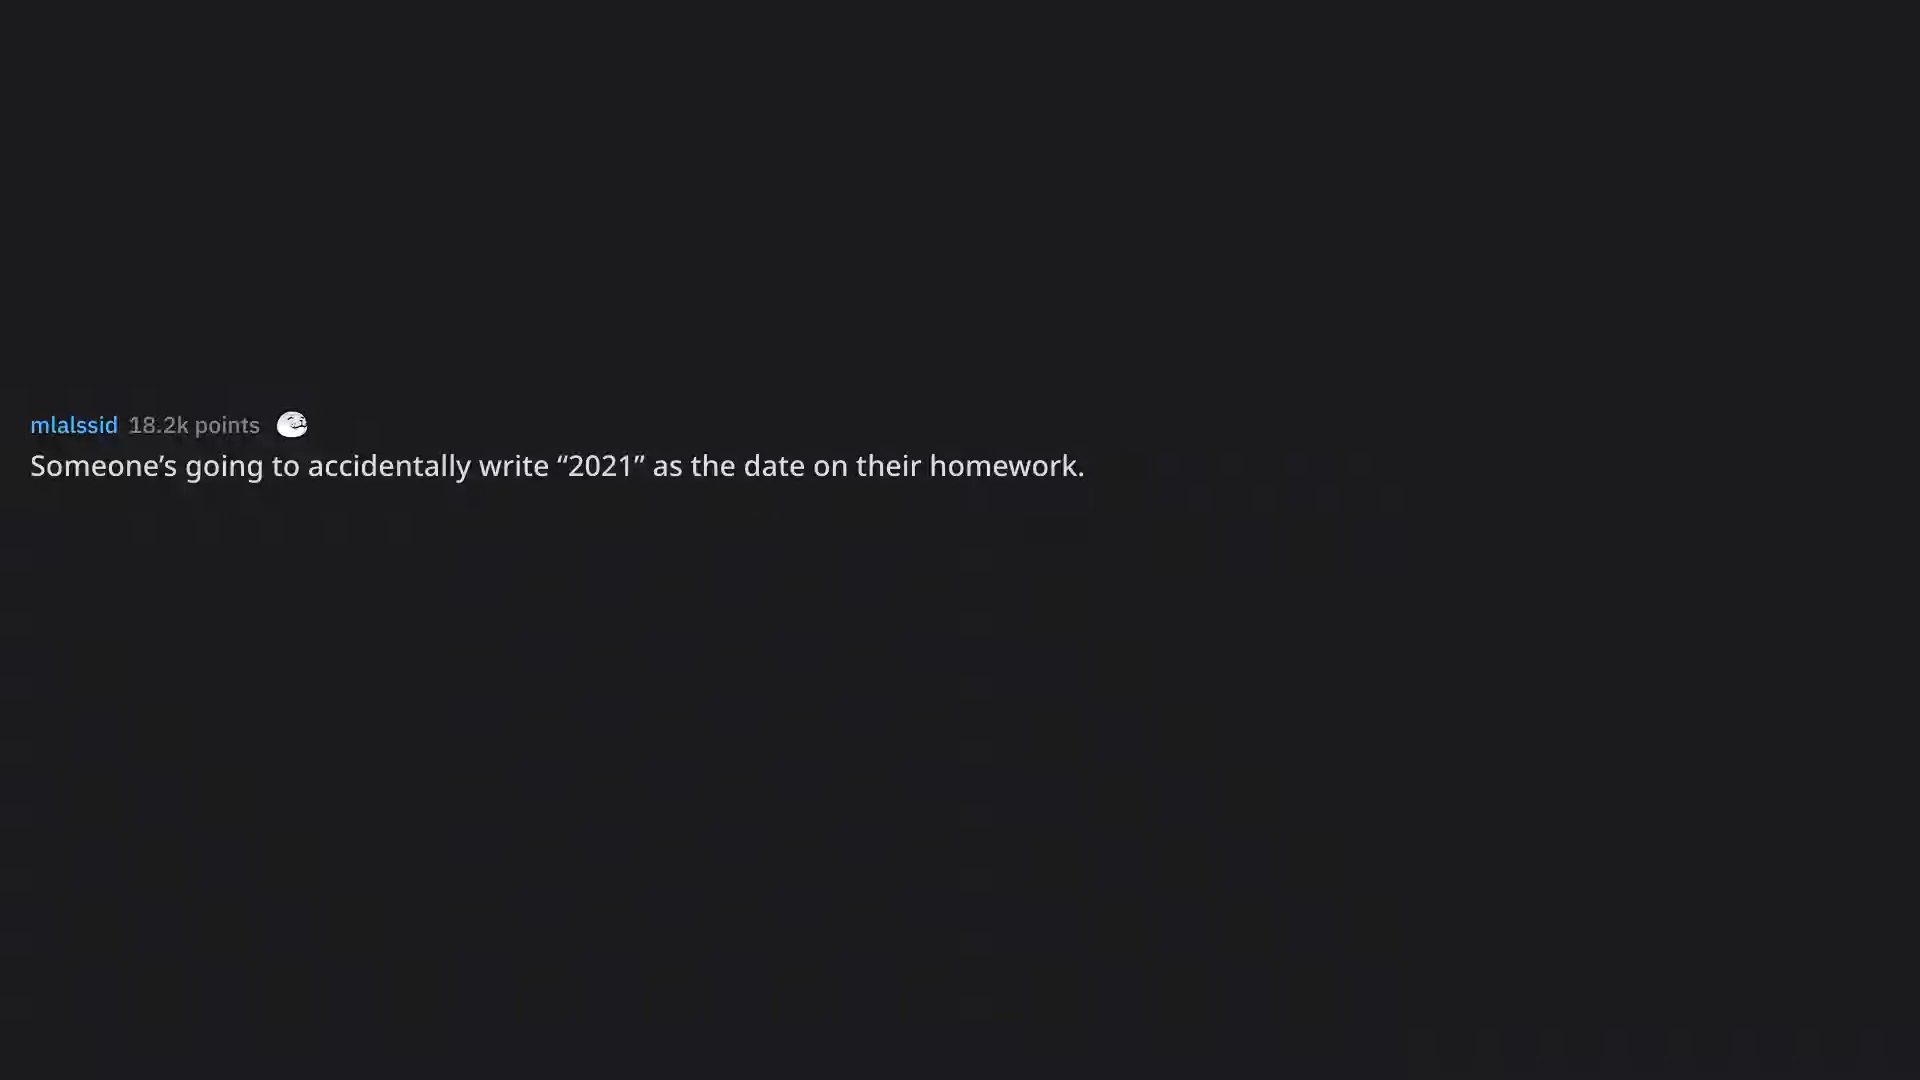 mlalssid 18.2k points
Someone’s going to accidentally write “2021” as the date on their homework.